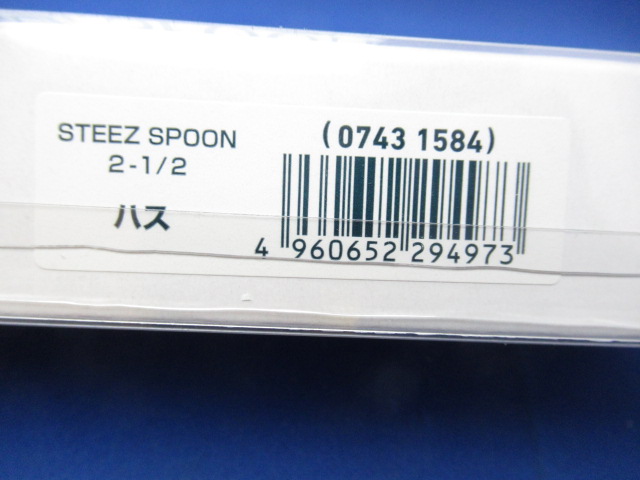 STEEZ SPOON
2-1/2
ハス
(0743 1584)
4 960652 294973